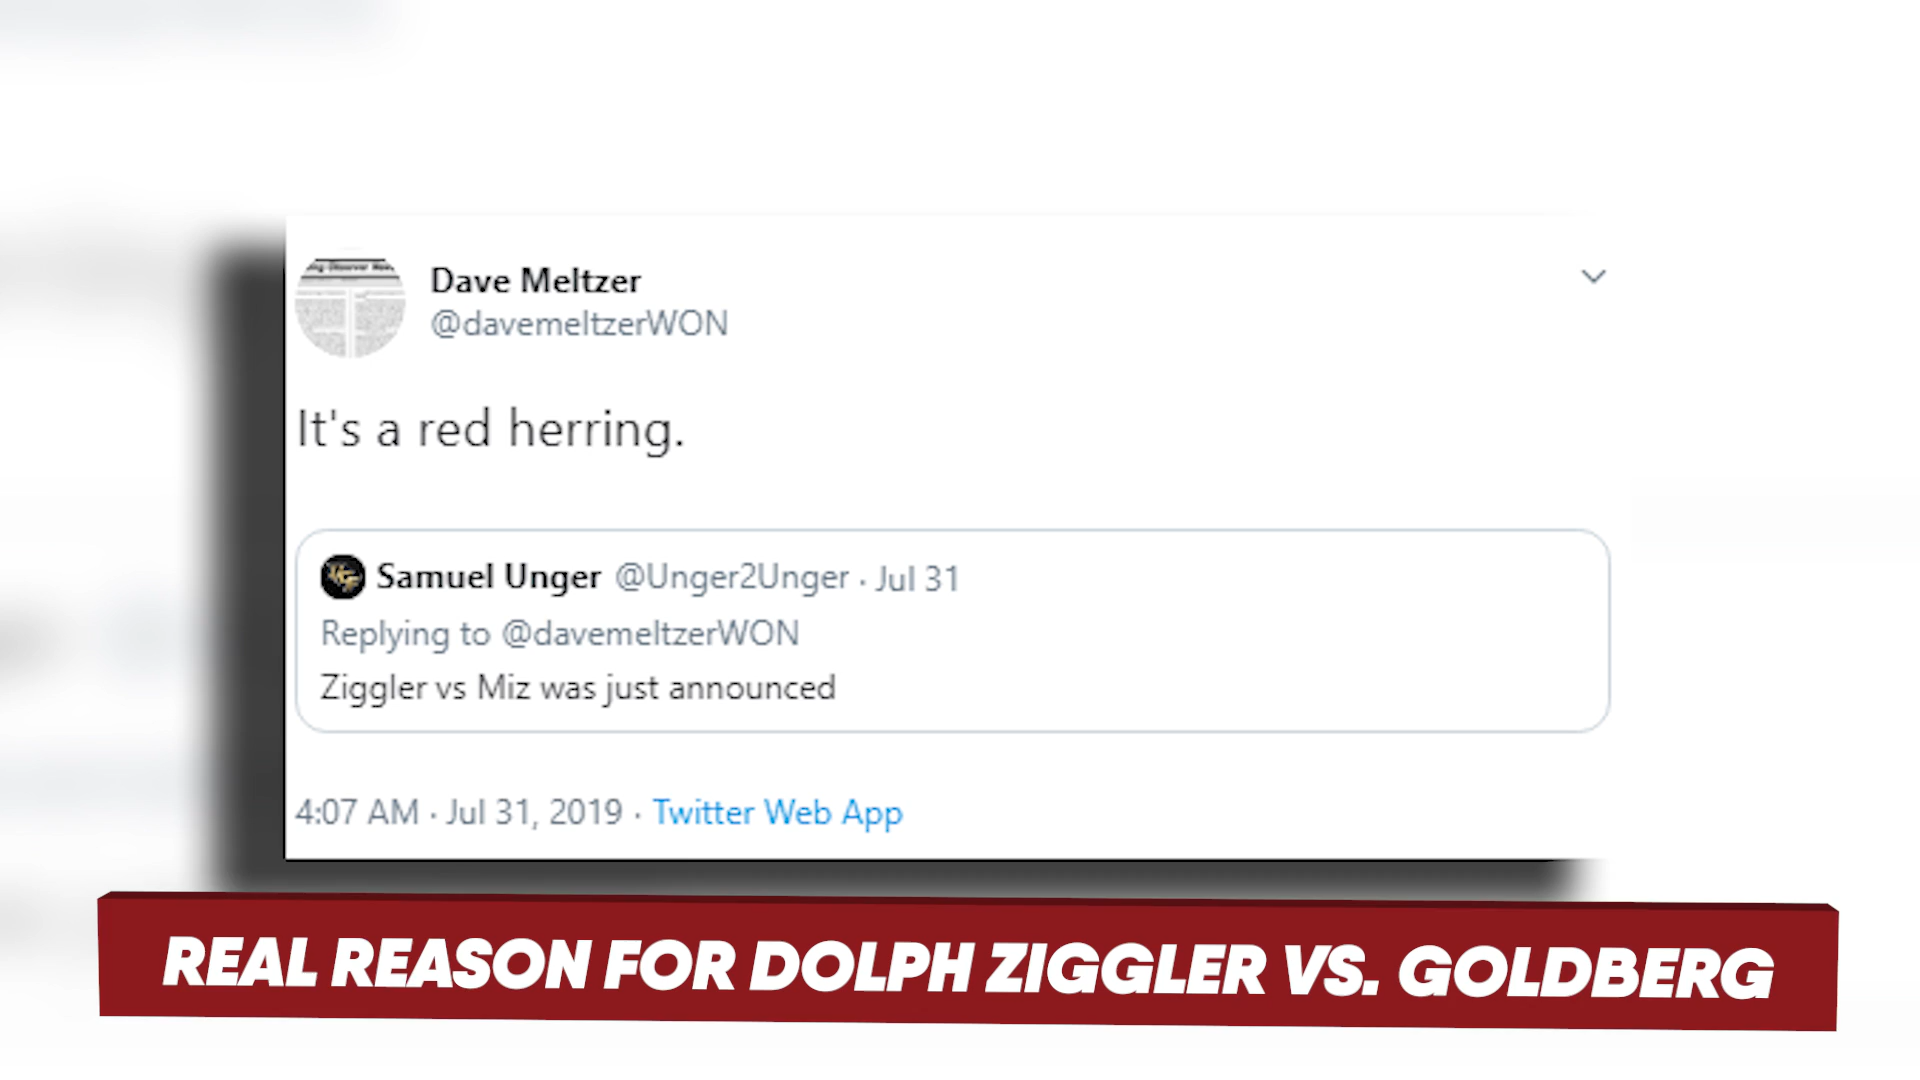 Dave Meltzer
@davemeltzerWON
It's a red herring.
Samuel Unger @Unger2Unger · Jul 31
Replying to @davemeltzerWON
Ziggler vs Miz was just announced
4:07 AM · Jul 31, 2019 · Twitter Web App
REAL REASON FOR DOLPH ZIGGLER VS. GOLDBERG